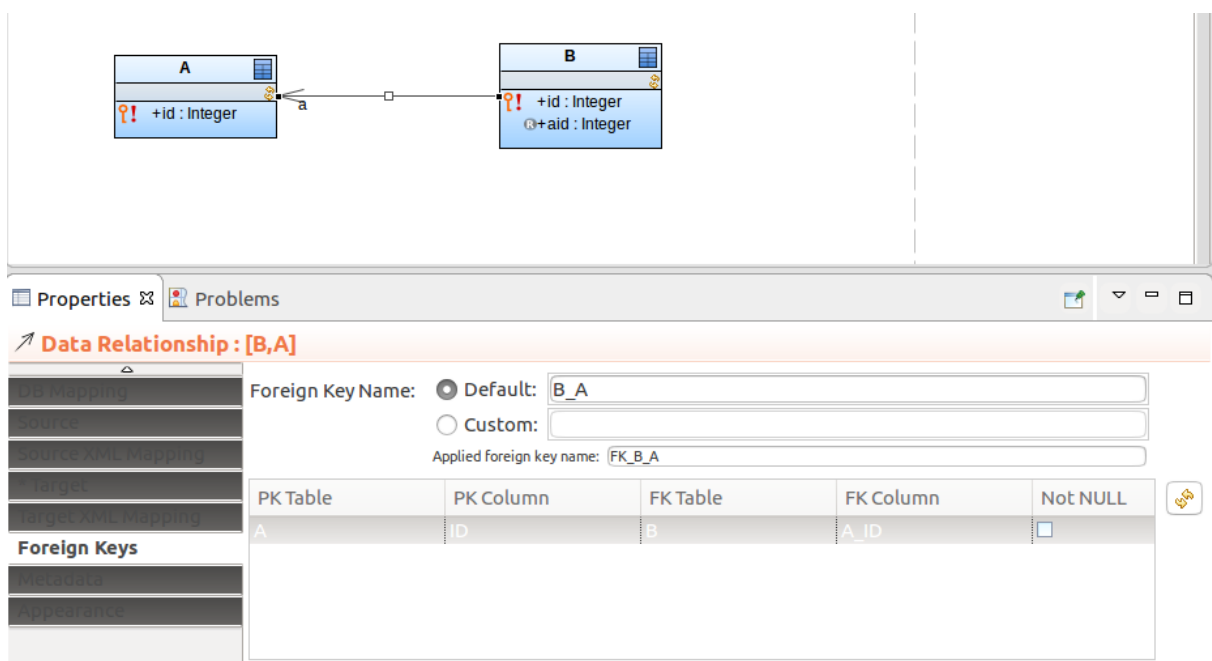 A
B
+id : Integer
a
+id : Integer
R+aid : Integer
Properties
Problems
Data Relationship : [B,A]
DB Mapping
Source
Source XML Mapping
* Target
Target XML Mapping
Foreign Keys
Metadata
Appearance
Foreign Key Name:
Default: B_A
Custom:
Applied foreign key name: FK_B_A
PK Table PK Column FK Table FK Column Not NULL
A ID B A_ID